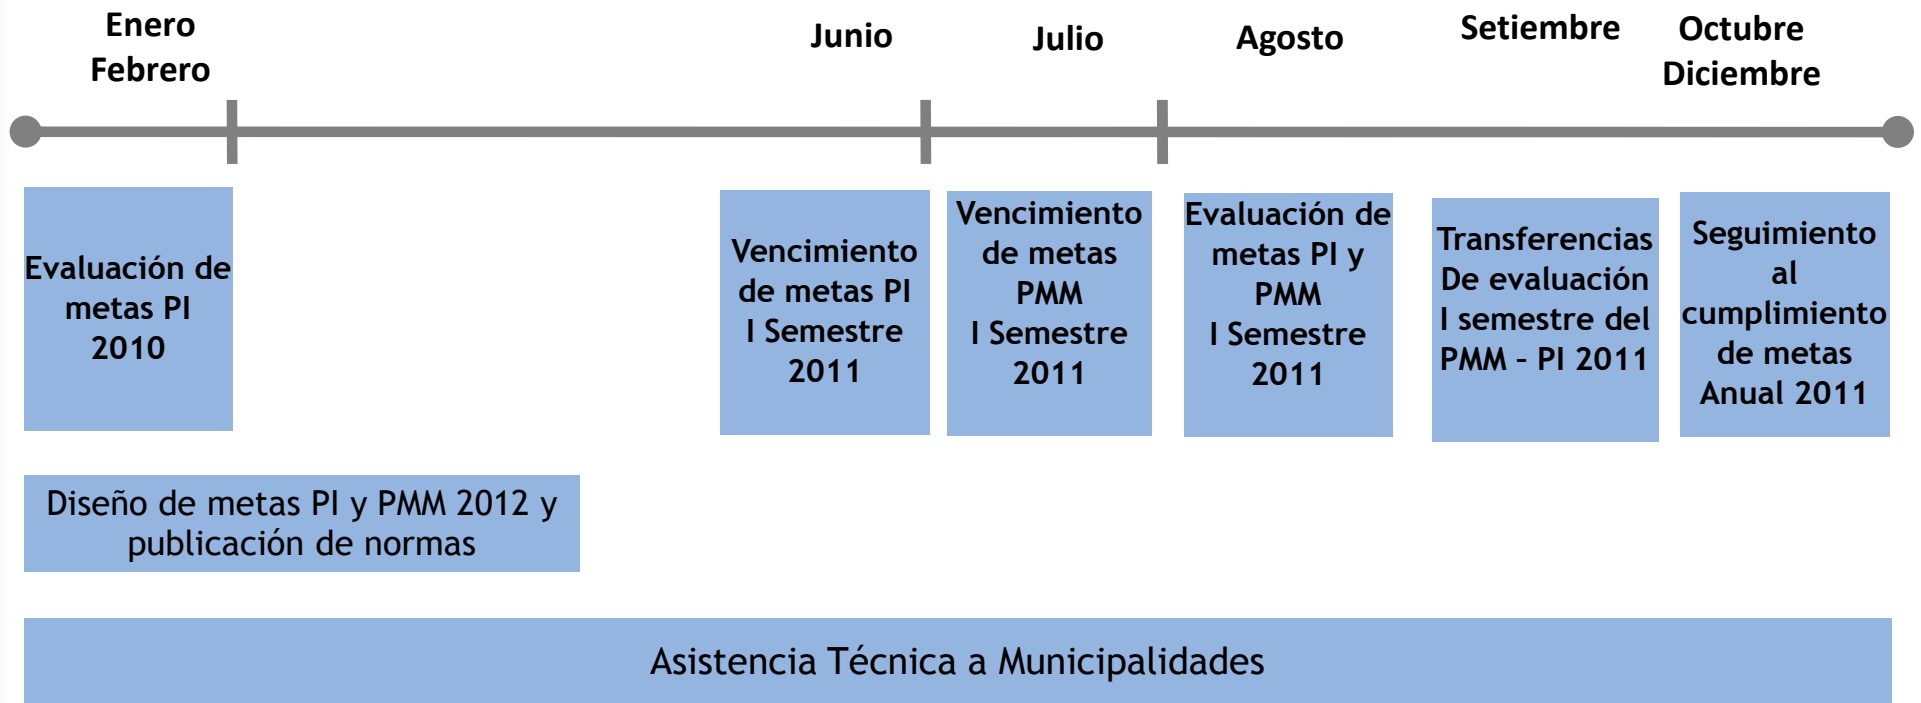 Enero
Febrero
Junio
Julio
Agosto
Setiembre
Octubre
Diciembre
Evaluación de
metas PI
2010
Vencimiento
de metas PI
I Semestre
2011
Vencimiento
de metas
PMM
I Semestre
2011
Evaluación de
metas PI y
PMM
I Semestre
2011
Transferencias
De evaluación
I semestre del
PMM – PI 2011
Seguimiento
al
cumplimiento
de metas
Anual 2011
Diseño de metas PI y PMM 2012 y
publicación de normas
Asistencia Técnica a Municipalidades